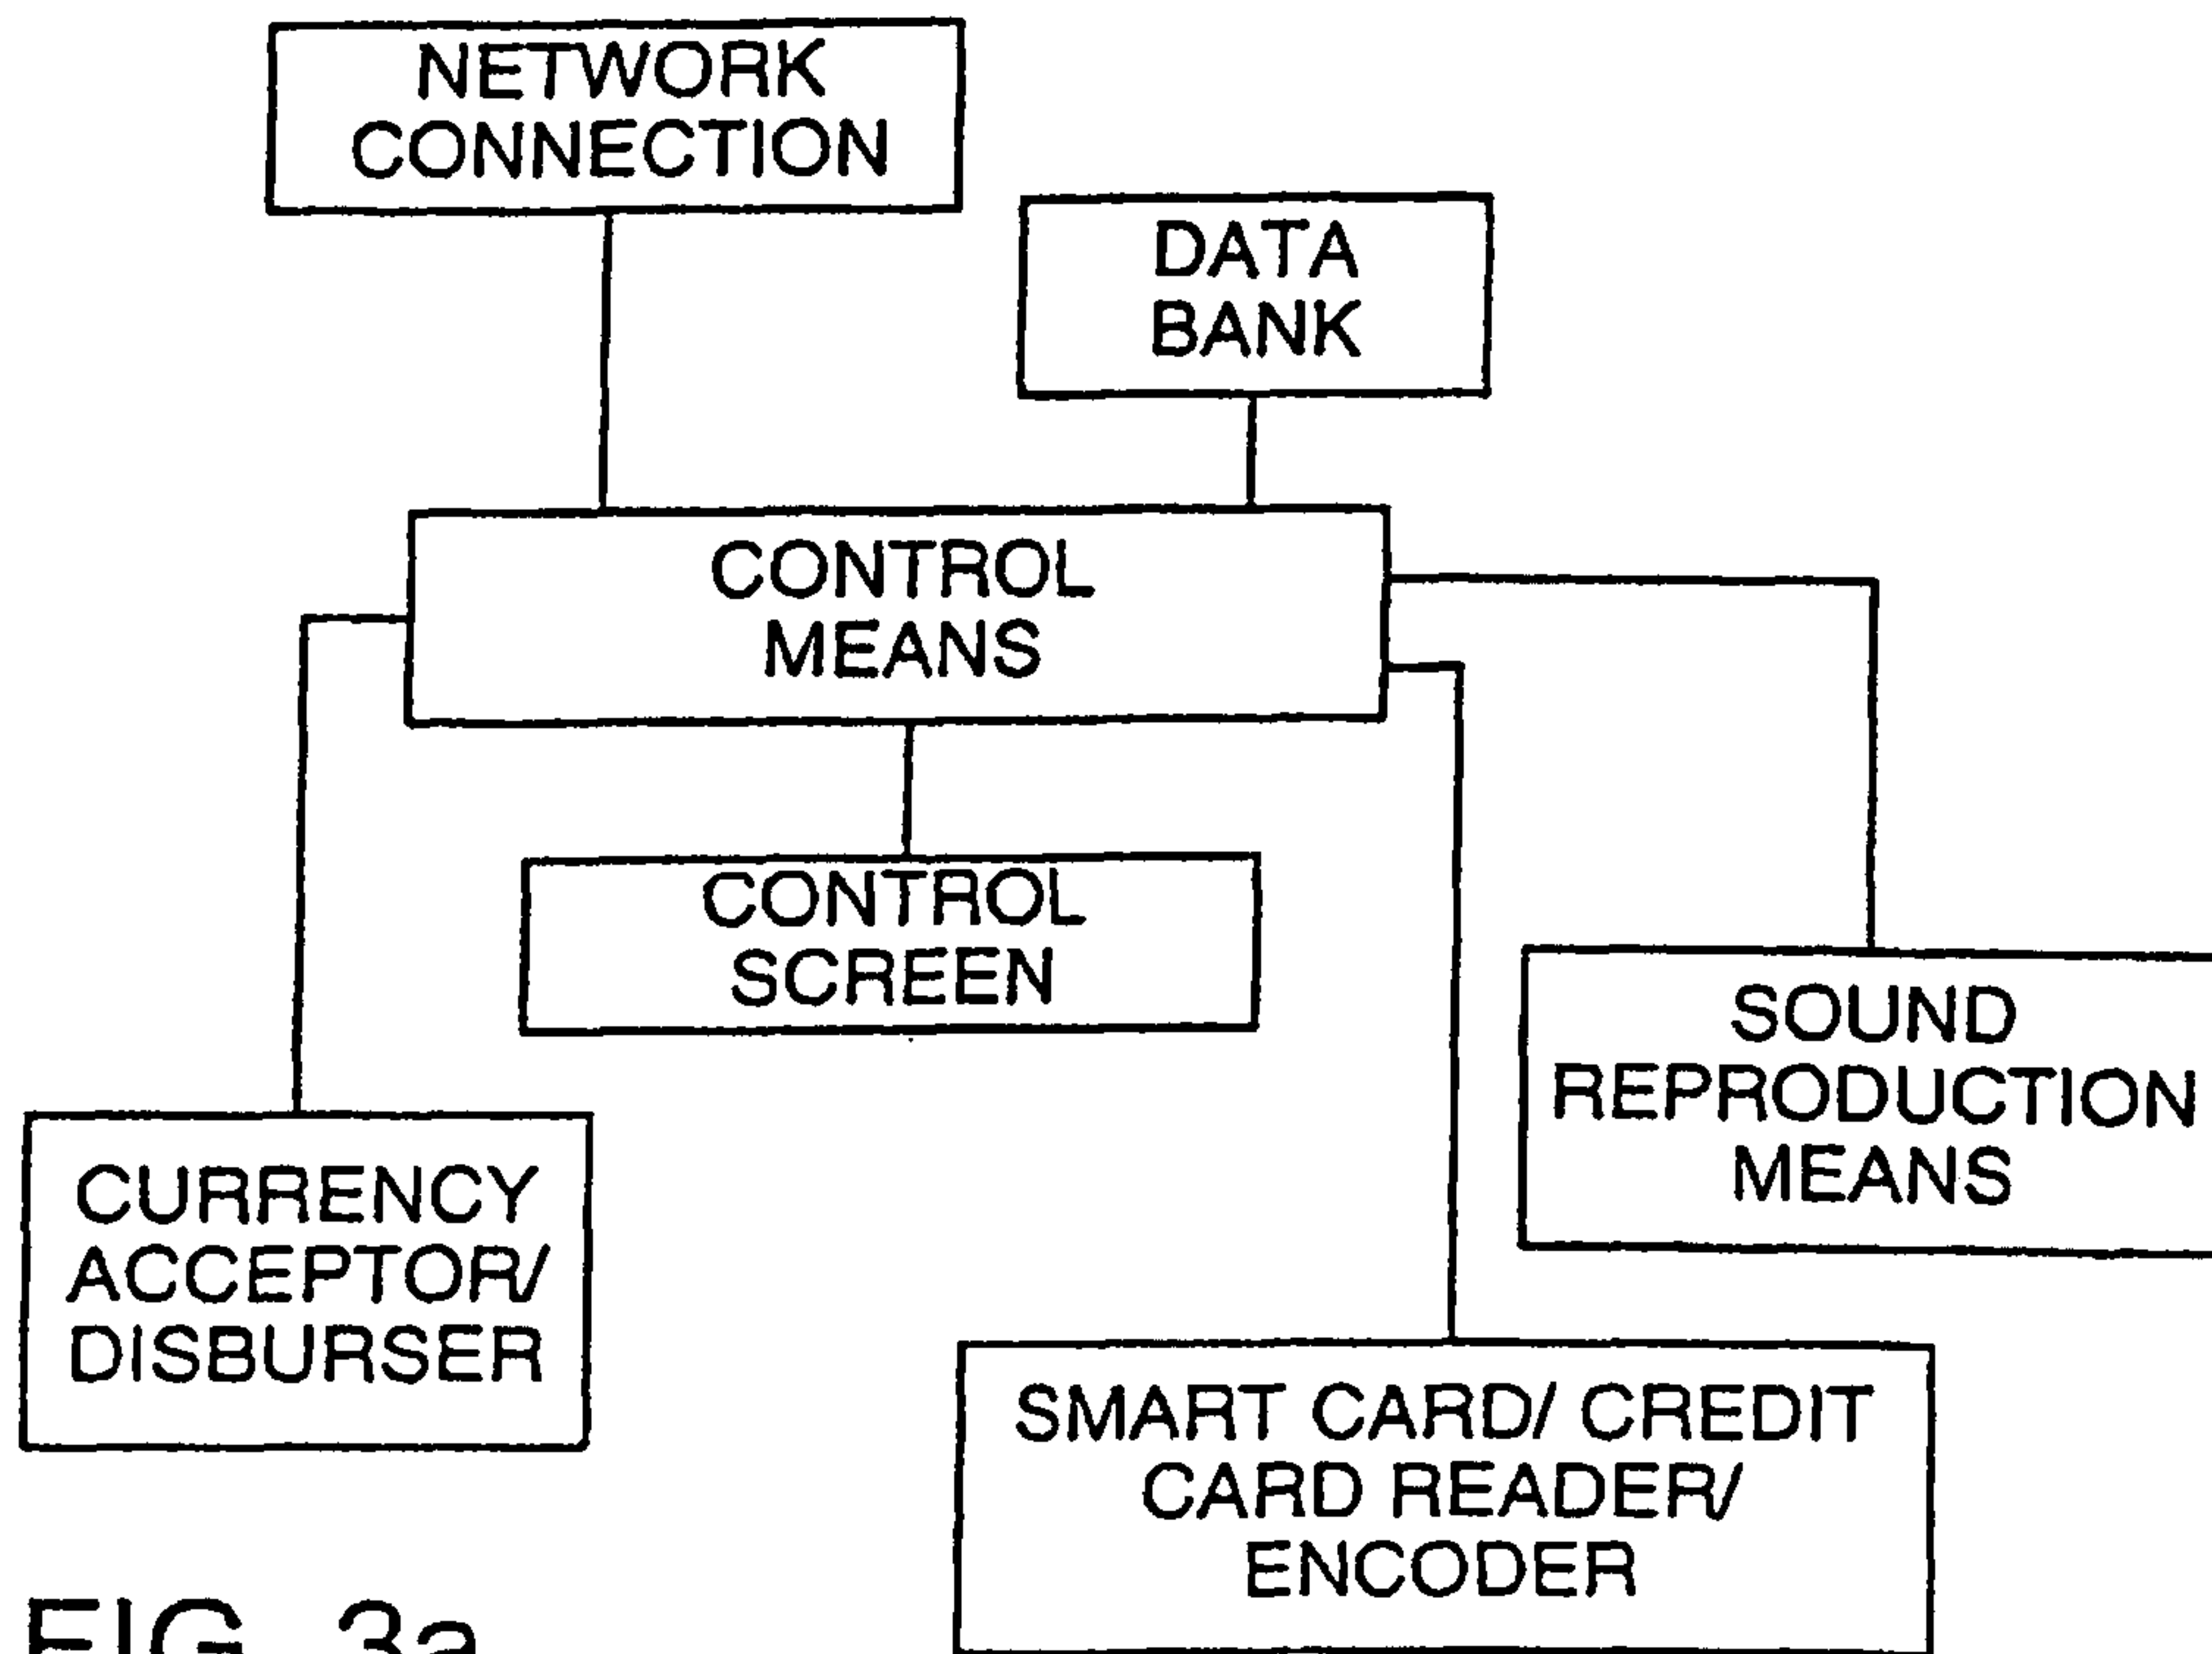 NETWORK
CONNECTION
DATA
BANK
CONTROL
MEANS
CONTROL
SCREEN
SOUND
REPRODUCTION
MEANS
CURRENCY
ACCEPTOR/
DISBURSER
SMART CARD/ CREDIT
CARD READER/
ENCODER
FIG. 3a